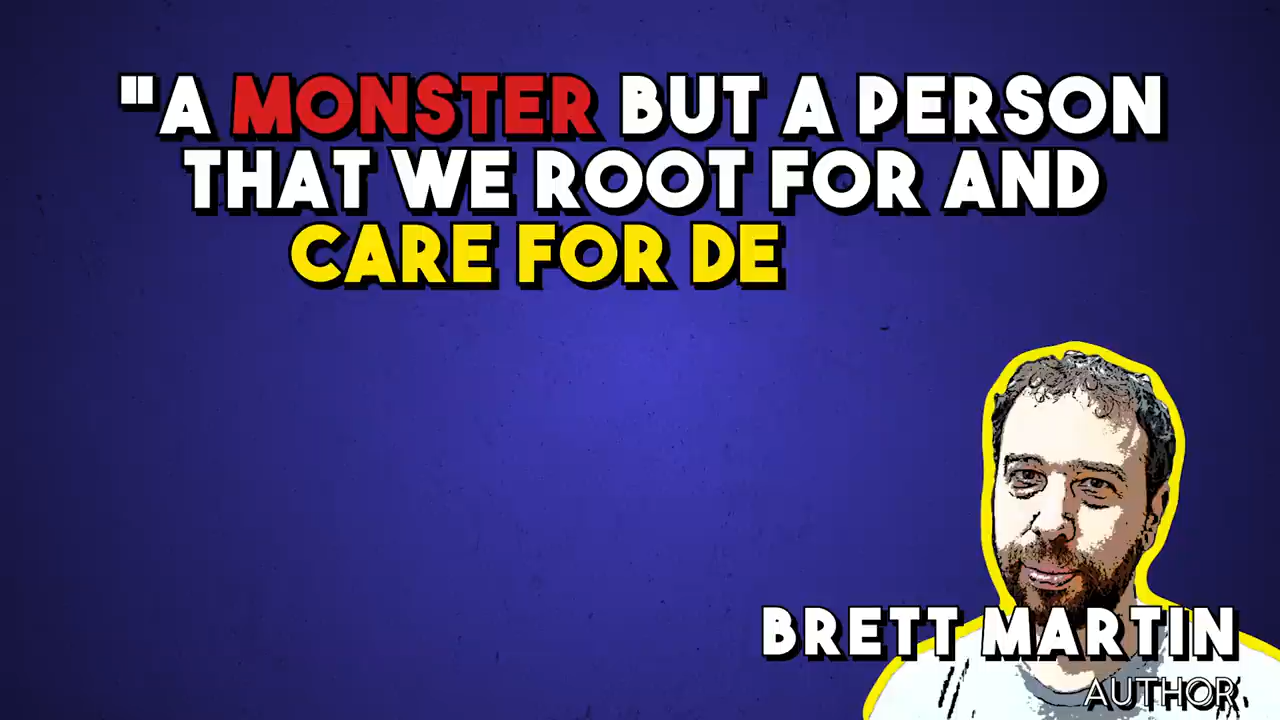 "A MONSTER BUT A PERSON
THAT WE ROOT FOR AND
CARE FOR DE
BRETT MARTIN
AUTHOR